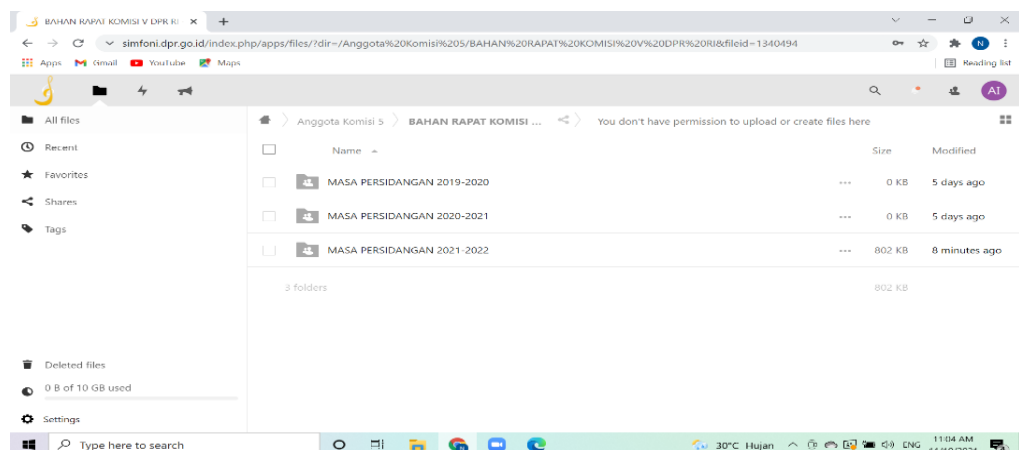 BAHAN RAPAT KOMISI V DPR RI
simfoni.dpr.go.id/index.php/apps/files/?dir=/Anggota%20Komisi%205/BAHAN%20RAPAT%20KOMISI%20V%20DPR%20RI&fileid=1340494
N
Apps Gmail YouTube Maps Reading list
AI
All files
Anggota Komisi 5 BAHAN RAPAT KOMISI ... You don't have permission to upload or create files here
Recent
Name Size Modified
Favorites
MASA PERSIDANGAN 2019-2020 0 KB 5 days ago
Shares
MASA PERSIDANGAN 2020-2021 0 KB 5 days ago
Tags
MASA PERSIDANGAN 2021-2022 802 KB 8 minutes ago
3 folders 802 KB
Deleted files
0 B of 10 GB used
Settings
Type here to search
30°C Hujan ENG 11:04 AM